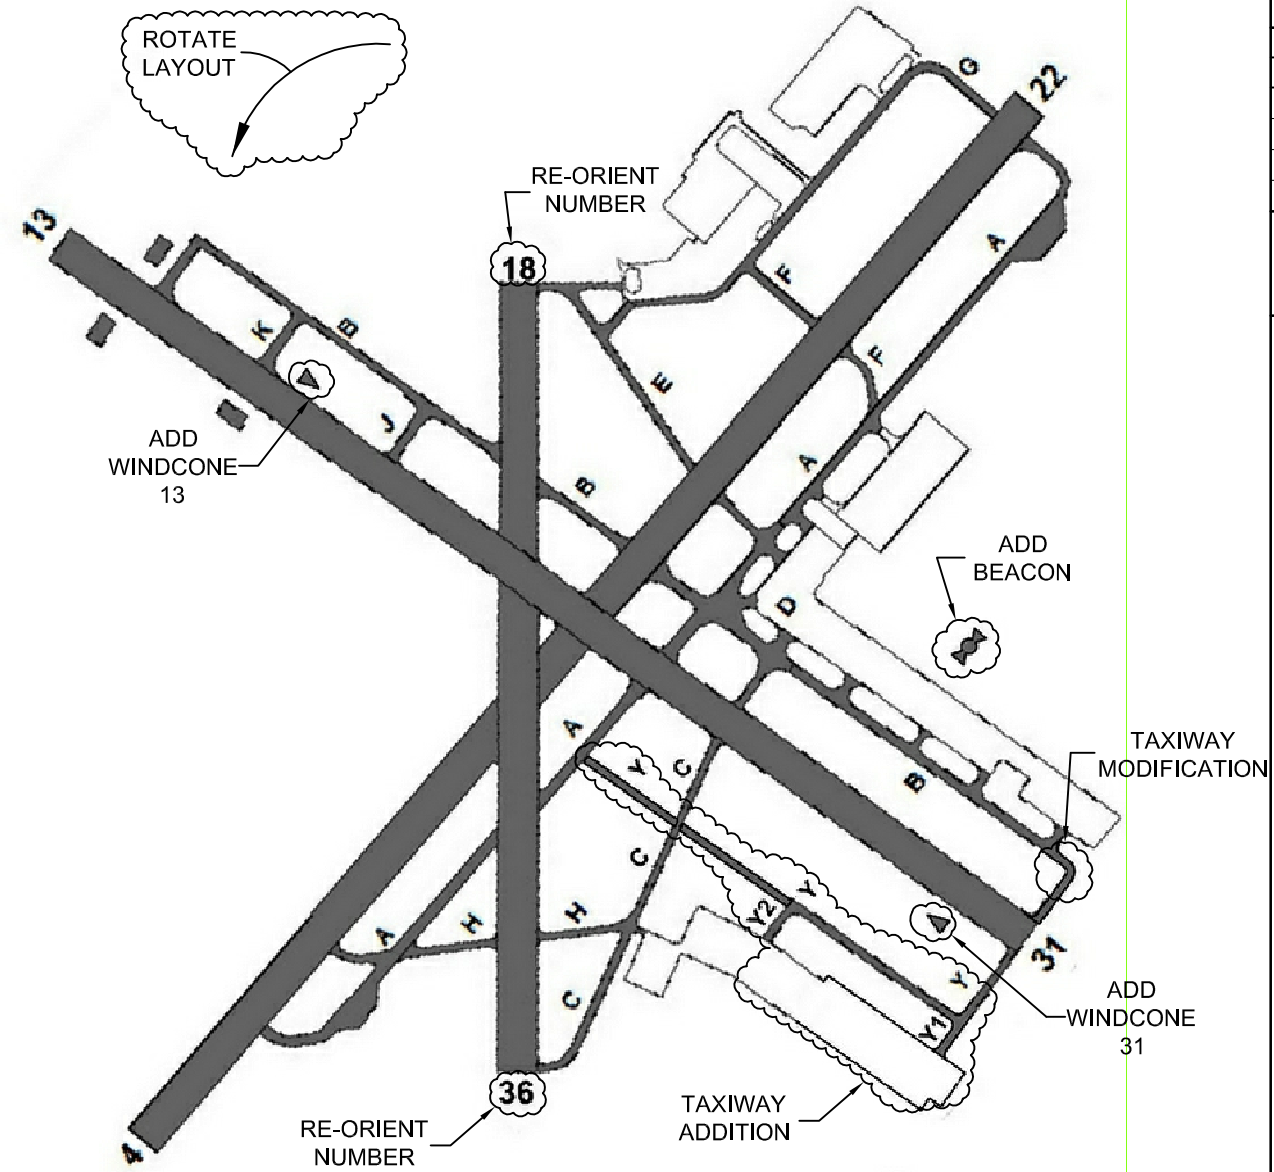 ROTATE
LAYOUT
G
22
RE-ORIENT
NUMBER
13
18
A
F
K
B
F
E
J
ADD
WINDCONE
13
A
B
ADD
BEACON
D
A
Y
C
TAXIWAY
MODIFICATION
B
C
Y
Y2
H
H
A
31
Y
C
ADD
WINDCONE
31
Y1
36
TAXIWAY
ADDITION
RE-ORIENT
NUMBER
4